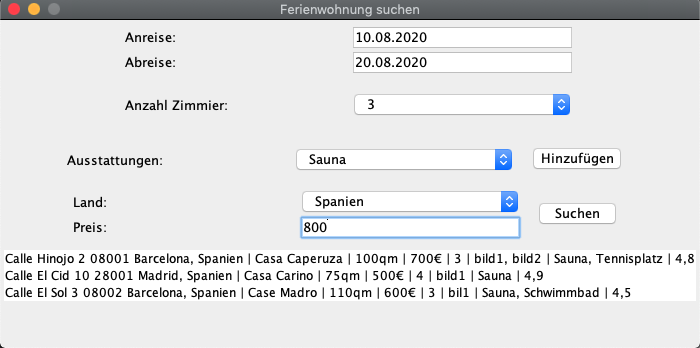 Ferienwohnung suchen
Anreise: 10.08.2020
Abreise: 20.08.2020
Anzahl Zimmier: 3
Ausstattungen: Sauna Hinzufügen
Land: Spanien
Suchen
Preis: 800
Calle Hinojo 2 08001 Barcelona, Spanien | Casa Caperuza | 100qm | 700€ | 3 | bild1, bild2 | Sauna, Tennisplatz | 4,8
Calle El Cid 10 28001 Madrid, Spanien | Casa Carino | 75qm | 500€ | 4 | bild1 | Sauna | 4,9
Calle El Sol 3 08002 Barcelona, Spanien | Case Madro | 110qm | 600€ | 3 | bil1 | Sauna, Schwimmbad | 4,5